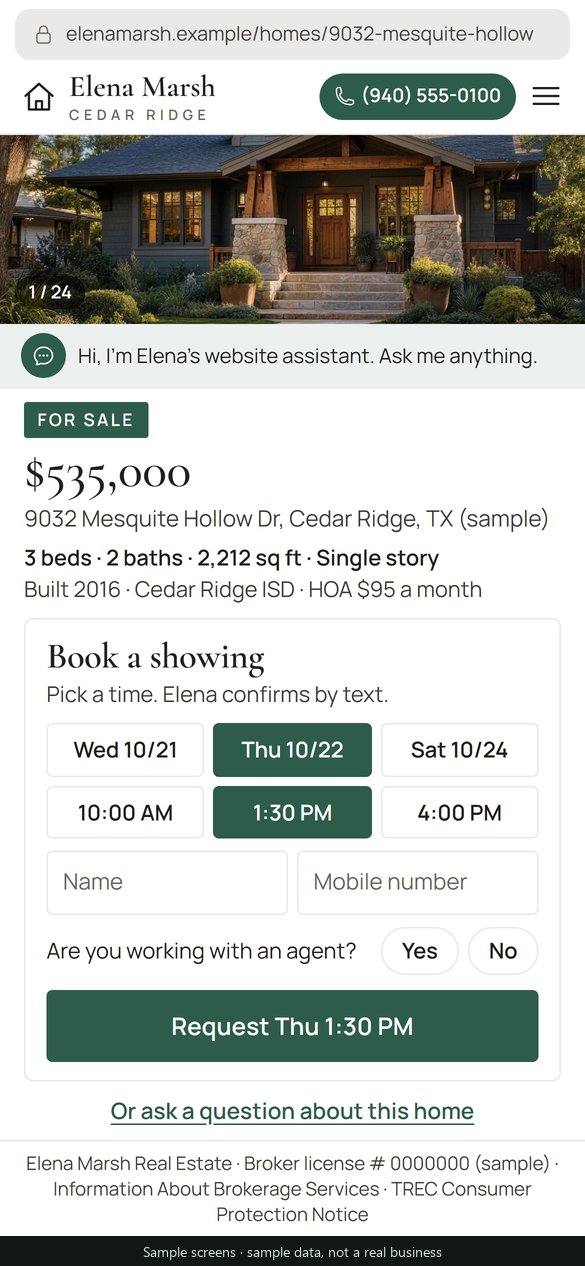 elenamarsh.example/homes/9032-mesquite-hollow
Elena Marsh
CEDAR RIDGE
(940) 555-0100
1 / 24
Hi, I'm Elena's website assistant. Ask me anything.
FOR SALE
$535,000
9032 Mesquite Hollow Dr, Cedar Ridge, TX (sample)
3 beds · 2 baths · 2,212 sq ft · Single story
Built 2016 · Cedar Ridge ISD · HOA $95 a month
Book a showing
Pick a time. Elena confirms by text.
Wed 10/21 Thu 10/22 Sat 10/24
10:00 AM 1:30 PM 4:00 PM
Name Mobile number
Are you working with an agent? Yes No
Request Thu 1:30 PM
Or ask a question about this home
Elena Marsh Real Estate · Broker license # 0000000 (sample) ·
Information About Brokerage Services · TREC Consumer
Protection Notice
Sample screens · sample data, not a real business